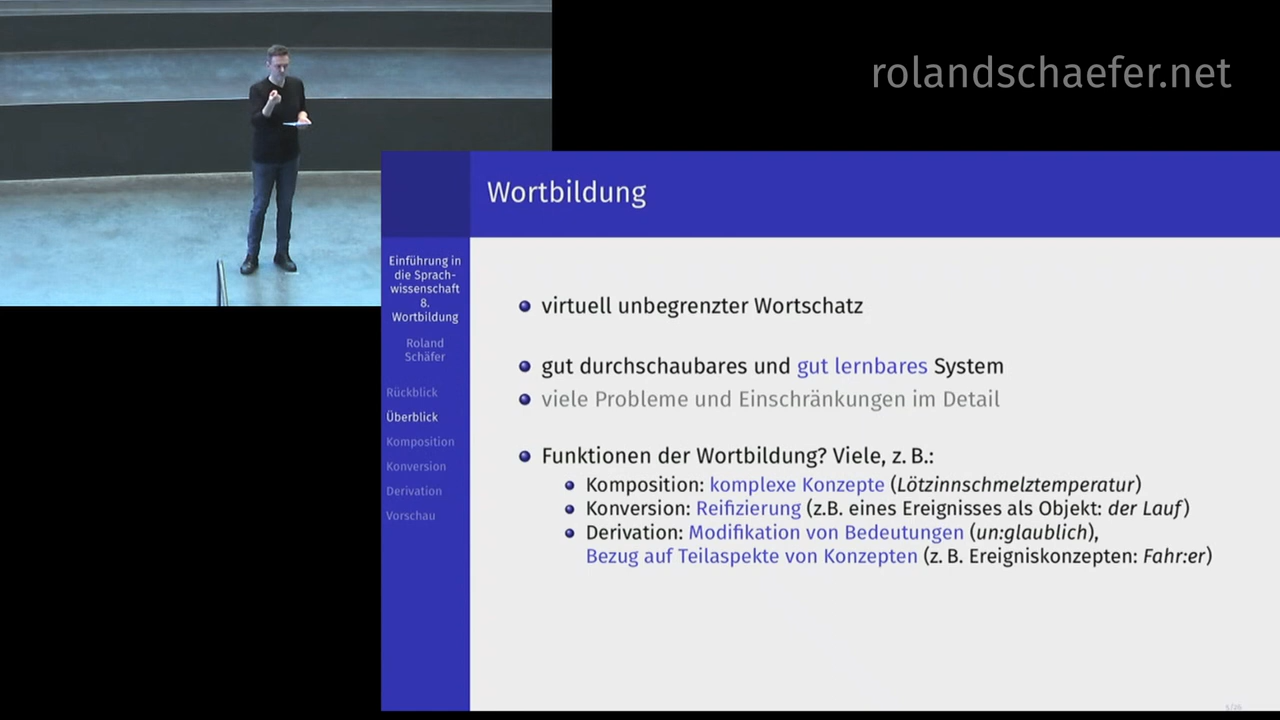 rolandschaefer.net
Wortbildung
Einführung in
die Sprach-
wissenschaft
8.
Wortbildung
Roland
Schäfer
Rückblick
Überblick
Komposition
Konversion
Derivation
Vorschau
virtuell unbegrenzter Wortschatz
gut durchschaubares und gut lernbares System
viele Probleme und Einschränkungen im Detail
Funktionen der Wortbildung? Viele, z. B.:
Komposition: komplexe Konzepte (Lötzinnschmelztemperatur)
Konversion: Reifizierung (z.B. eines Ereignisses als Objekt: der Lauf)
Derivation: Modifikation von Bedeutungen (un:glaublich),
Bezug auf Teilaspekte von Konzepten (z. B. Ereigniskonzepten: Fahr:er)